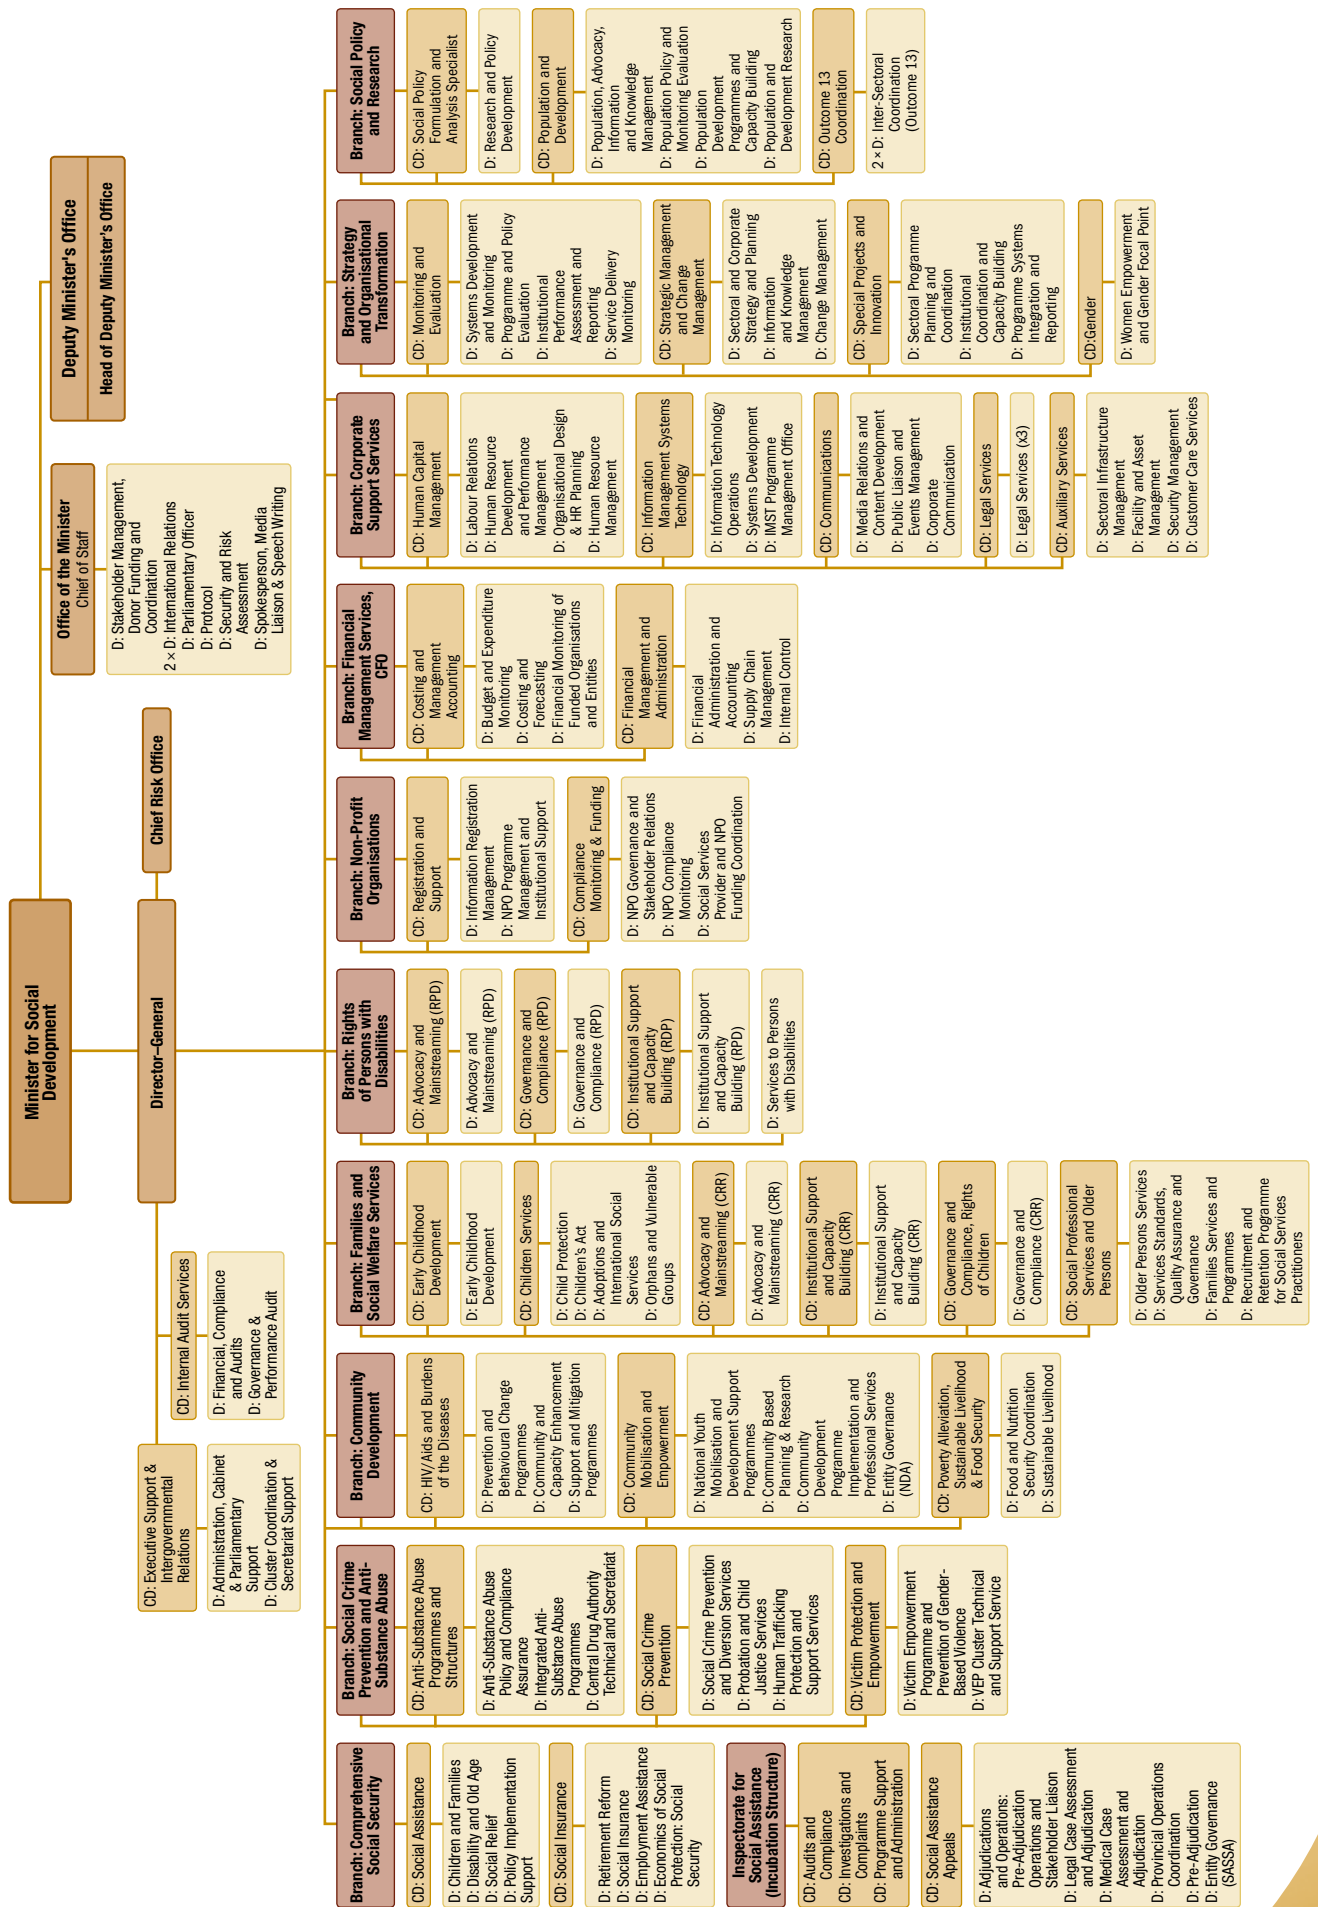 Minister for Social
Development
Deputy Minister's Office
Head of Deputy Minister's Office
Office of the Minister
Chief of Staff
D: Stakeholder Management,
Donor Funding and
Coordination
2 × D: International Relations
D: Parliamentary Officer
D: Protocol
D: Security and Risk
Assessment
D: Spokesperson, Media
Liaison & Speech Writing
Director–General
Chief Risk Office
CD: Executive Support &
Intergovernmental
Relations
D: Administration, Cabinet
& Parliamentary
Support
D: Cluster Coordination &
Secretariat Support
CD: Internal Audit Services
D: Financial, Compliance
and Audits
D: Governance &
Performance Audit
Branch: Comprehensive
Social Security
CD: Social Assistance
D: Children and Families
D: Disability and Old Age
D: Social Relief
D: Policy Implementation
Support
CD: Social Insurance
D: Retirement Reform
D: Social Insurance
D: Employment Assistance
D: Economics of Social
Protection: Social
Security
Inspectorate for
Social Assistance
(Incubation Structure)
CD: Audits and
Compliance
CD: Investigations and
Complaints
CD: Programme Support
and Administration
CD: Social Assistance
Appeals
D: Adjudications
and Operations:
Pre-Adjudication
Operations and
Stakeholder Liaison
D: Legal Case Assessment
and Adjudication
D: Medical Case
Assessment and
Adjudication
D: Provincial Operations
Coordination
D: Pre-Adjudication
D: Entity Governance
(SASSA)
Branch: Social Crime
Prevention and Anti-
Substance Abuse
CD: Anti-Substance Abuse
Programmes and
Structures
D: Anti-Substance Abuse
Policy and Compliance
Assurance
D: Integrated Anti-
Substance Abuse
Programmes
D: Central Drug Authority
Technical and Secretariat
CD: Social Crime
Prevention
D: Social Crime Prevention
and Diversion Services
D: Probation and Child
Justice Services
D: Human Trafficking
Protection and
Support Services
CD: Victim Protection and
Empowerment
D: Victim Empowerment
Programme and
Prevention of Gender-
Based Violence
D: VEP Cluster Technical
and Support Service
Branch: Community
Development
CD: HIV/Aids and Burdens
of the Diseases
D: Prevention and
Behavioural Change
Programmes
D: Community and
Capacity Enhancement
D: Support and Mitigation
Programmes
CD: Community
Mobilisation and
Empowerment
D: National Youth
Mobilisation and
Development Support
Programmes
D: Community Based
Planning & Research
D: Community
Development
Programme
Implementation and
Professional Services
D: Entity Governance
(NDA)
CD: Poverty Alleviation,
Sustainable Livelihood
& Food Security
D: Food and Nutrition
Security Coordination
D: Sustainable Livelihood
Branch: Families and
Social Welfare Services
CD: Early Childhood
Development
D: Early Childhood
Development
CD: Children Services
D: Child Protection
D: Children's Act
D: Adoptions and
International Social
Services
D: Orphans and Vulnerable
Groups
CD: Advocacy and
Mainstreaming (CRR)
D: Advocacy and
Mainstreaming (CRR)
CD: Institutional Support
and Capacity
Building (CRR)
D: Institutional Support
and Capacity
Building (CRR)
CD: Governance and
Compliance, Rights
of Children
D: Governance and
Compliance (CRR)
CD: Social Professional
Services and Older
Persons
D: Older Persons Services
D: Services Standards,
Quality Assurance and
Governance
D: Families Services and
Programmes
D: Recruitment and
Retention Programme
for Social Services
Practitioners
Branch: Rights
of Persons with
Disabilities
CD: Advocacy and
Mainstreaming (RPD)
D: Advocacy and
Mainstreaming (RPD)
CD: Governance and
Compliance (RPD)
D: Governance and
Compliance (RPD)
CD: Institutional Support
and Capacity
Building (RDP)
D: Institutional Support
and Capacity
Building (RPD)
D: Services to Persons
with Disabilities
Branch: Non-Profit
Organisations
CD: Registration and
Support
D: Information Registration
Management
D: NPO Programme
Management and
Institutional Support
CD: Compliance
Monitoring & Funding
D: NPO Governance and
Stakeholder Relations
D: NPO Compliance
Monitoring
D: Social Services
Provider and NPO
Funding Coordination
Branch: Financial
Management Services,
CFO
CD: Costing and
Management
Accounting
D: Budget and Expenditure
Monitoring
D: Costing and
Forecasting
D: Financial Monitoring of
Funded Organisations
and Entities
CD: Financial
Management and
Administration
D: Financial
Administration and
Accounting
D: Supply Chain
Management
D: Internal Control
Branch: Corporate
Support Services
CD: Human Capital
Management
D: Labour Relations
D: Human Resource
Development
and Performance
Management
D: Organisational Design
& HR Planning
D: Human Resource
Management
CD: Information
Management Systems
Technology
D: Information Technology
Operations
D: Systems Development
D: IMST Programme
Management Office
CD: Communications
D: Media Relations and
Content Development
D: Public Liaison and
Events Management
D: Corporate
Communication
CD: Legal Services
D: Legal Services (x3)
CD: Auxiliary Services
D: Sectoral Infrastructure
Management
D: Facility and Asset
Management
D: Security Management
D: Customer Care Services
Branch: Strategy
and Organisational
Transformation
CD: Monitoring and
Evaluation
D: Systems Development
and Monitoring
D: Programme and Policy
Evaluation
D: Institutional
Performance
Assessment and
Reporting
D: Service Delivery
Monitoring
CD: Strategic Management
and Change
Management
D: Sectoral and Corporate
Strategy and Planning
D: Information
and Knowledge
Management
D: Change Management
CD: Special Projects and
Innovation
D: Sectoral Programme
Planning and
Coordination
D: Institutional
Coordination and
Capacity Building
D: Programme Systems
Integration and
Reporting
CD:Gender
D: Women Empowerment
and Gender Focal Point
Branch: Social Policy
and Research
CD: Social Policy
Formulation and
Analysis Specialist
D: Research and Policy
Development
CD: Population and
Development
D: Population, Advocacy,
Information
and Knowledge
Management
D: Population Policy and
Monitoring Evaluation
D: Population
Development
Programmes and
Capacity Building
D: Population and
Development Research
CD: Outcome 13
Coordination
2 × D: Inter-Sectoral
Coordination
(Outcome 13)